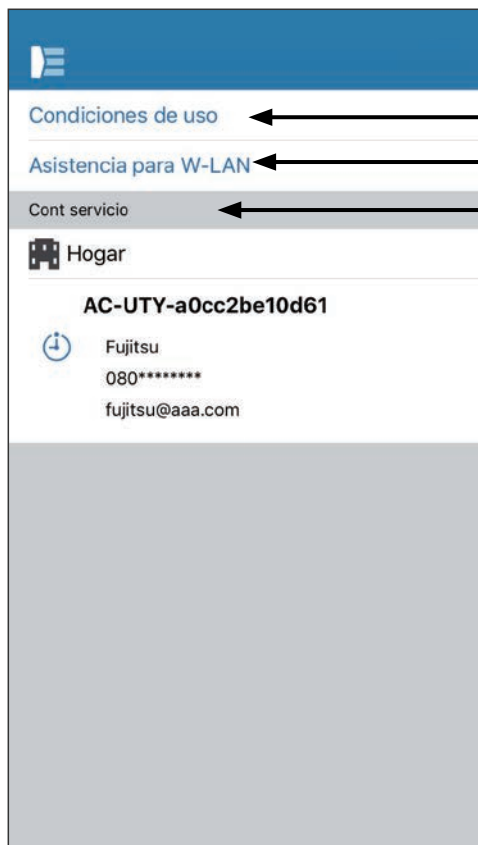 Condiciones de uso
Asistencia para W-LAN
Cont servicio
Hogar
AC-UTY-a0cc2be10d61
Fujitsu
080********
fujitsu@aaa.com